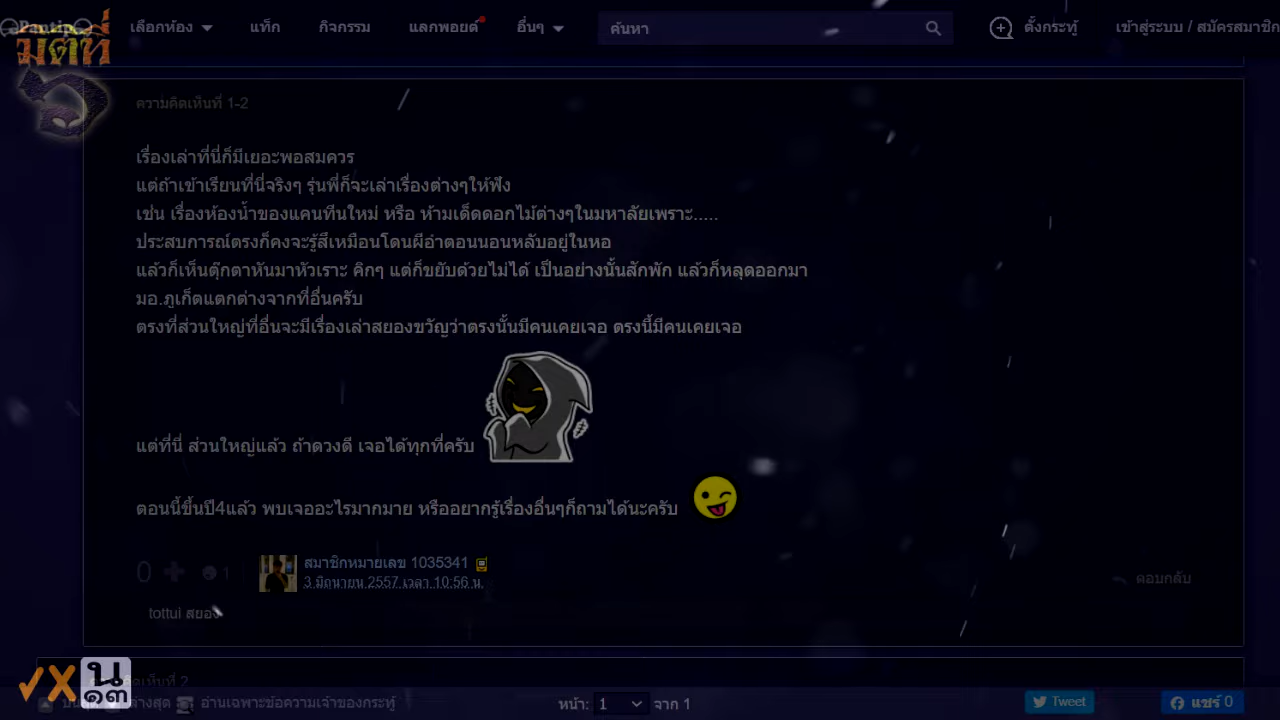 Pantip
เลือกห้อง
แท็ก
กิจกรรม
แลกพอยต์
อื่นๆ
ค้นหา
ตั้งกระทู้
เข้าสู่ระบบ / สมัครสมาชิก
มิติที่
๖
ความคิดเห็นที่ 1-2
เรื่องเล่าที่นี่ก็มีเยอะพอสมควร
แต่ถ้าเข้าเรียนที่นี่จริงๆ รุ่นพี่ก็จะเล่าเรื่องต่างๆให้ฟัง
เช่น เรื่องห้องน้ำของแคนทีนใหม่ หรือ ห้ามเด็ดดอกไม้ต่างๆในมหาลัยเพราะ.....
ประสบการณ์ตรงก็คงจะรู้สึเหมือนโดนผีอำตอนนอนหลับอยู่ในหอ
แล้วก็เห็นตุ๊กตาหันมาหัวเราะ คิกๆ แต่ก็ขยับด้วยไม่ได้ เป็นอย่างนั้นสักพัก แล้วก็หลุดออกมา
มอ.ภูเก็ตแตกต่างจากที่อื่นครับ
ตรงที่ส่วนใหญ่ที่อื่นจะมีเรื่องเล่าสยองขวัญว่าตรงนั้นมีคนเคยเจอ ตรงนี้มีคนเคยเจอ
แต่ที่นี่ ส่วนใหญ่แล้ว ถ้าดวงดี เจอได้ทุกที่ครับ
ตอนนี้ขึ้นปี4แล้ว พบเจออะไรมากมาย หรืออยากรู้เรื่องอื่นๆก็ถามได้นะครับ
0
1
สมาชิกหมายเลข 1035341
3 มิถุนายน 2557 เวลา 10:56 น.
ตอบกลับ
tottui สยอง
ความคิดเห็นที่ 2
น
๑๓
ล่างสุด
อ่านเฉพาะข้อความเจ้าของกระทู้
หน้า: 1 จาก 1
Tweet
แชร์ 0